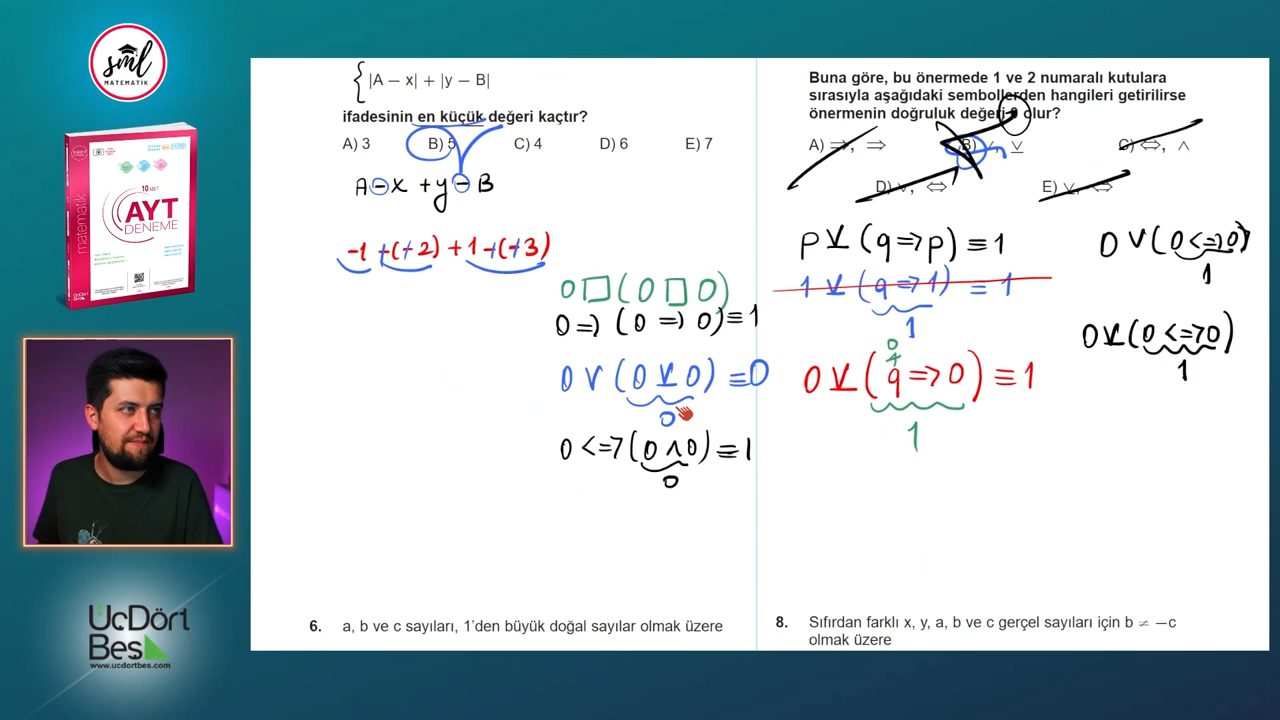 sml
MATEMATİK
10 ADET
AYT
DENEME
matematik
ÜçDört
Beş
www.ucdortbes.com
{ |A − x| + |y − B|
ifadesinin en küçük değeri kaçtır?
A) 3 B) 5 C) 4 D) 6 E) 7
A − x + y − B
-1 -(-2) + 1 -(-3)
0 □ (0 □ 0)
0 ⇒ (0 ⇒ 0) ≡ 1
0 ∨ (0 ⊻ 0) ≡ 0
0
0 <=> (0 ∧ 0) ≡ 1
0
6. a, b ve c sayıları, 1'den büyük doğal sayılar olmak üzere
Buna göre, bu önermede 1 ve 2 numaralı kutulara
sırasıyla aşağıdaki sembollerden hangileri getirilirse
önermenin doğruluk değeri 0 olur?
A) ⇒, ⇒ B) ∨, ⊻ C) ⇔, ∧
D) ∨, ⇔ E) ⊻, ⇔
p ⊻ (q => p) ≡ 1
1 ⊻ (q => 1) ≡ 1
1
0
0 ⊻ (q => 0) ≡ 1
1
0 ∨ (0 <=> 0)
1
0 ⊻ (0 <=> 0)
1
8. Sıfırdan farklı x, y, a, b ve c gerçel sayıları için b ≠ −c
olmak üzere